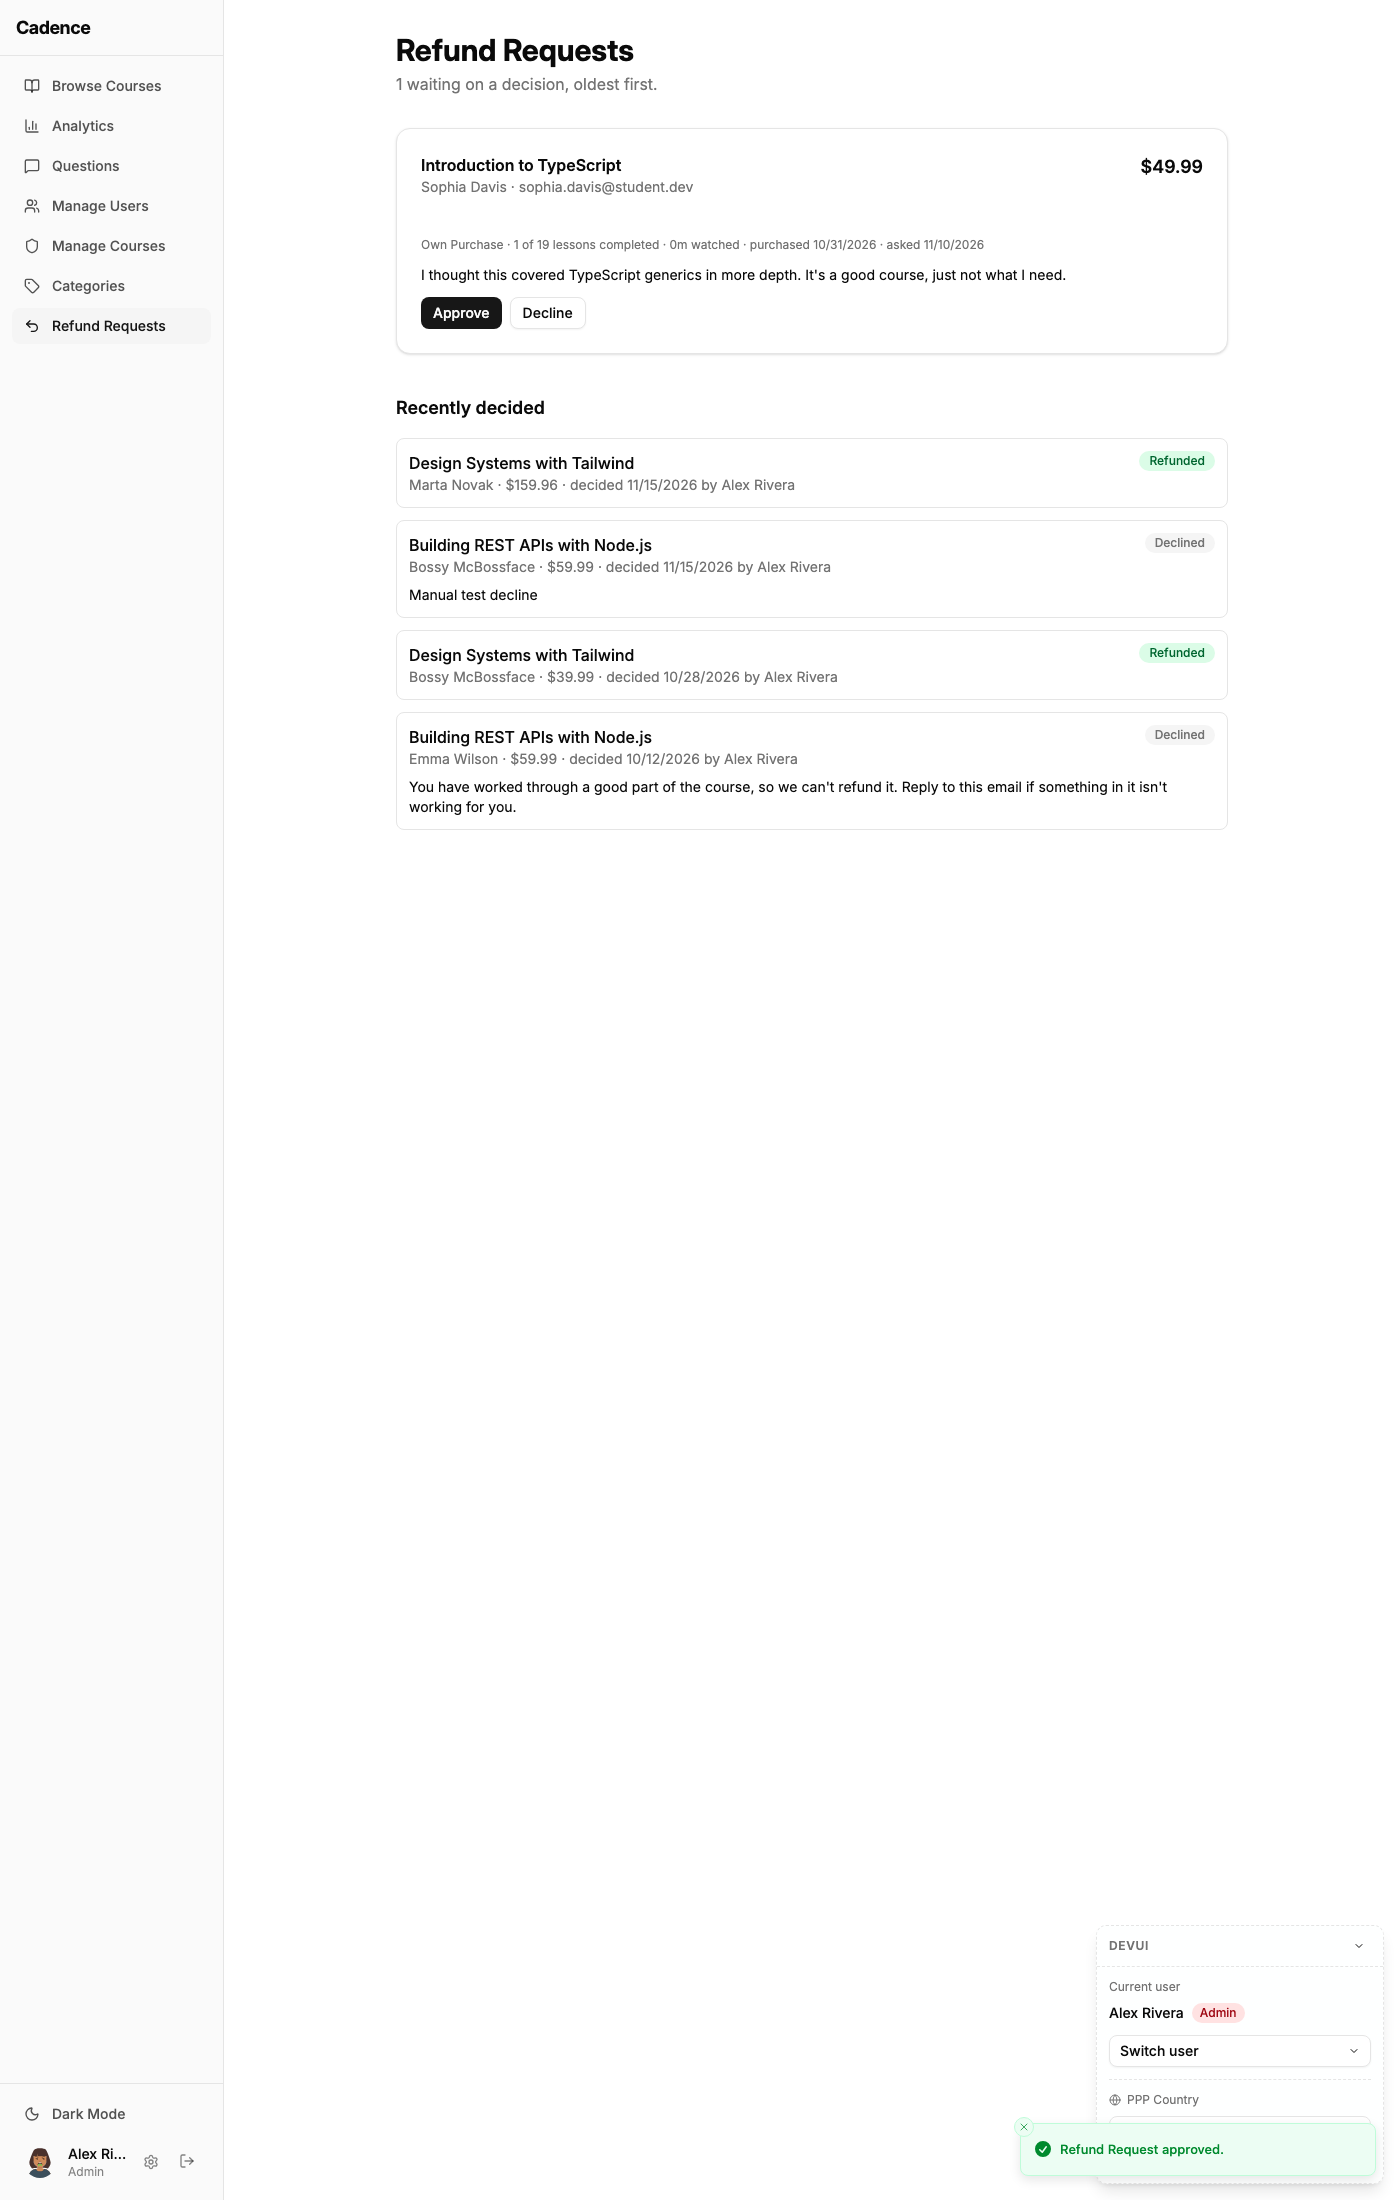 Cadence
Browse Courses
Analytics
Questions
Manage Users
Manage Courses
Categories
Refund Requests
Refund Requests
1 waiting on a decision, oldest first.
Introduction to TypeScript
$49.99
Sophia Davis · sophia.davis@student.dev
Own Purchase · 1 of 19 lessons completed · 0m watched · purchased 10/31/2026 · asked 11/10/2026
I thought this covered TypeScript generics in more depth. It's a good course, just not what I need.
Approve
Decline
Recently decided
Design Systems with Tailwind
Refunded
Marta Novak · $159.96 · decided 11/15/2026 by Alex Rivera
Building REST APIs with Node.js
Declined
Bossy McBossface · $59.99 · decided 11/15/2026 by Alex Rivera
Manual test decline
Design Systems with Tailwind
Refunded
Bossy McBossface · $39.99 · decided 10/28/2026 by Alex Rivera
Building REST APIs with Node.js
Declined
Emma Wilson · $59.99 · decided 10/12/2026 by Alex Rivera
You have worked through a good part of the course, so we can't refund it. Reply to this email if something in it isn't
working for you.
DEVUI
Current user
Alex Rivera Admin
Switch user
PPP Country
Refund Request approved.
Dark Mode
Alex Ri...
Admin